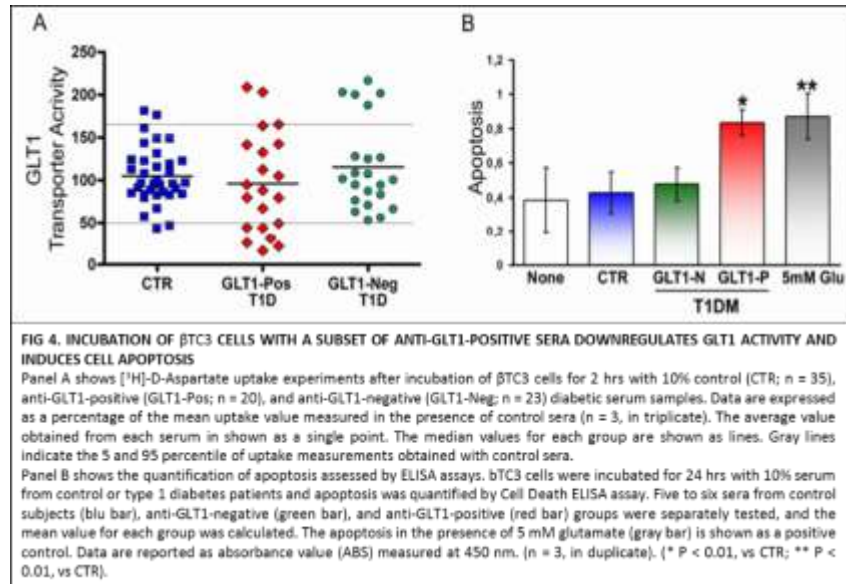 A
B
GLT1
Transporter Acrivity
250
200
150
100
50
0
CTR
GLT1-Pos
T1D
GLT1-Neg
T1D
Apoptosis
1,2
1
0,8
0,6
0,4
0,2
0
*
**
None
CTR
GLT1-N
GLT1-P
5mM Glu
T1DM
FIG 4. INCUBATION OF βTC3 CELLS WITH A SUBSET OF ANTI-GLT1-POSITIVE SERA DOWNREGULATES GLT1 ACTIVITY AND
INDUCES CELL APOPTOSIS
Panel A shows [³H]-D-Aspartate uptake experiments after incubation of βTC3 cells for 2 hrs with 10% control (CTR; n = 35),
anti-GLT1-positive (GLT1-Pos; n = 20), and anti-GLT1-negative (GLT1-Neg; n = 23) diabetic serum samples. Data are expressed
as a percentage of the mean uptake value measured in the presence of control sera (n = 3, in triplicate). The average value
obtained from each serum in shown as a single point. The median values for each group are shown as lines. Gray lines
indicate the 5 and 95 percentile of uptake measurements obtained with control sera.
Panel B shows the quantification of apoptosis assessed by ELISA assays. bTC3 cells were incubated for 24 hrs with 10% serum
from control or type 1 diabetes patients and apoptosis was quantified by Cell Death ELISA assay. Five to six sera from control
subjects (blu bar), anti-GLT1-negative (green bar), and anti-GLT1-positive (red bar) groups were separately tested, and the
mean value for each group was calculated. The apoptosis in the presence of 5 mM glutamate (gray bar) is shown as a positive
control. Data are reported as absorbance value (ABS) measured at 450 nm. (n = 3, in duplicate). (* P < 0.01, vs CTR; ** P <
0.01, vs CTR).